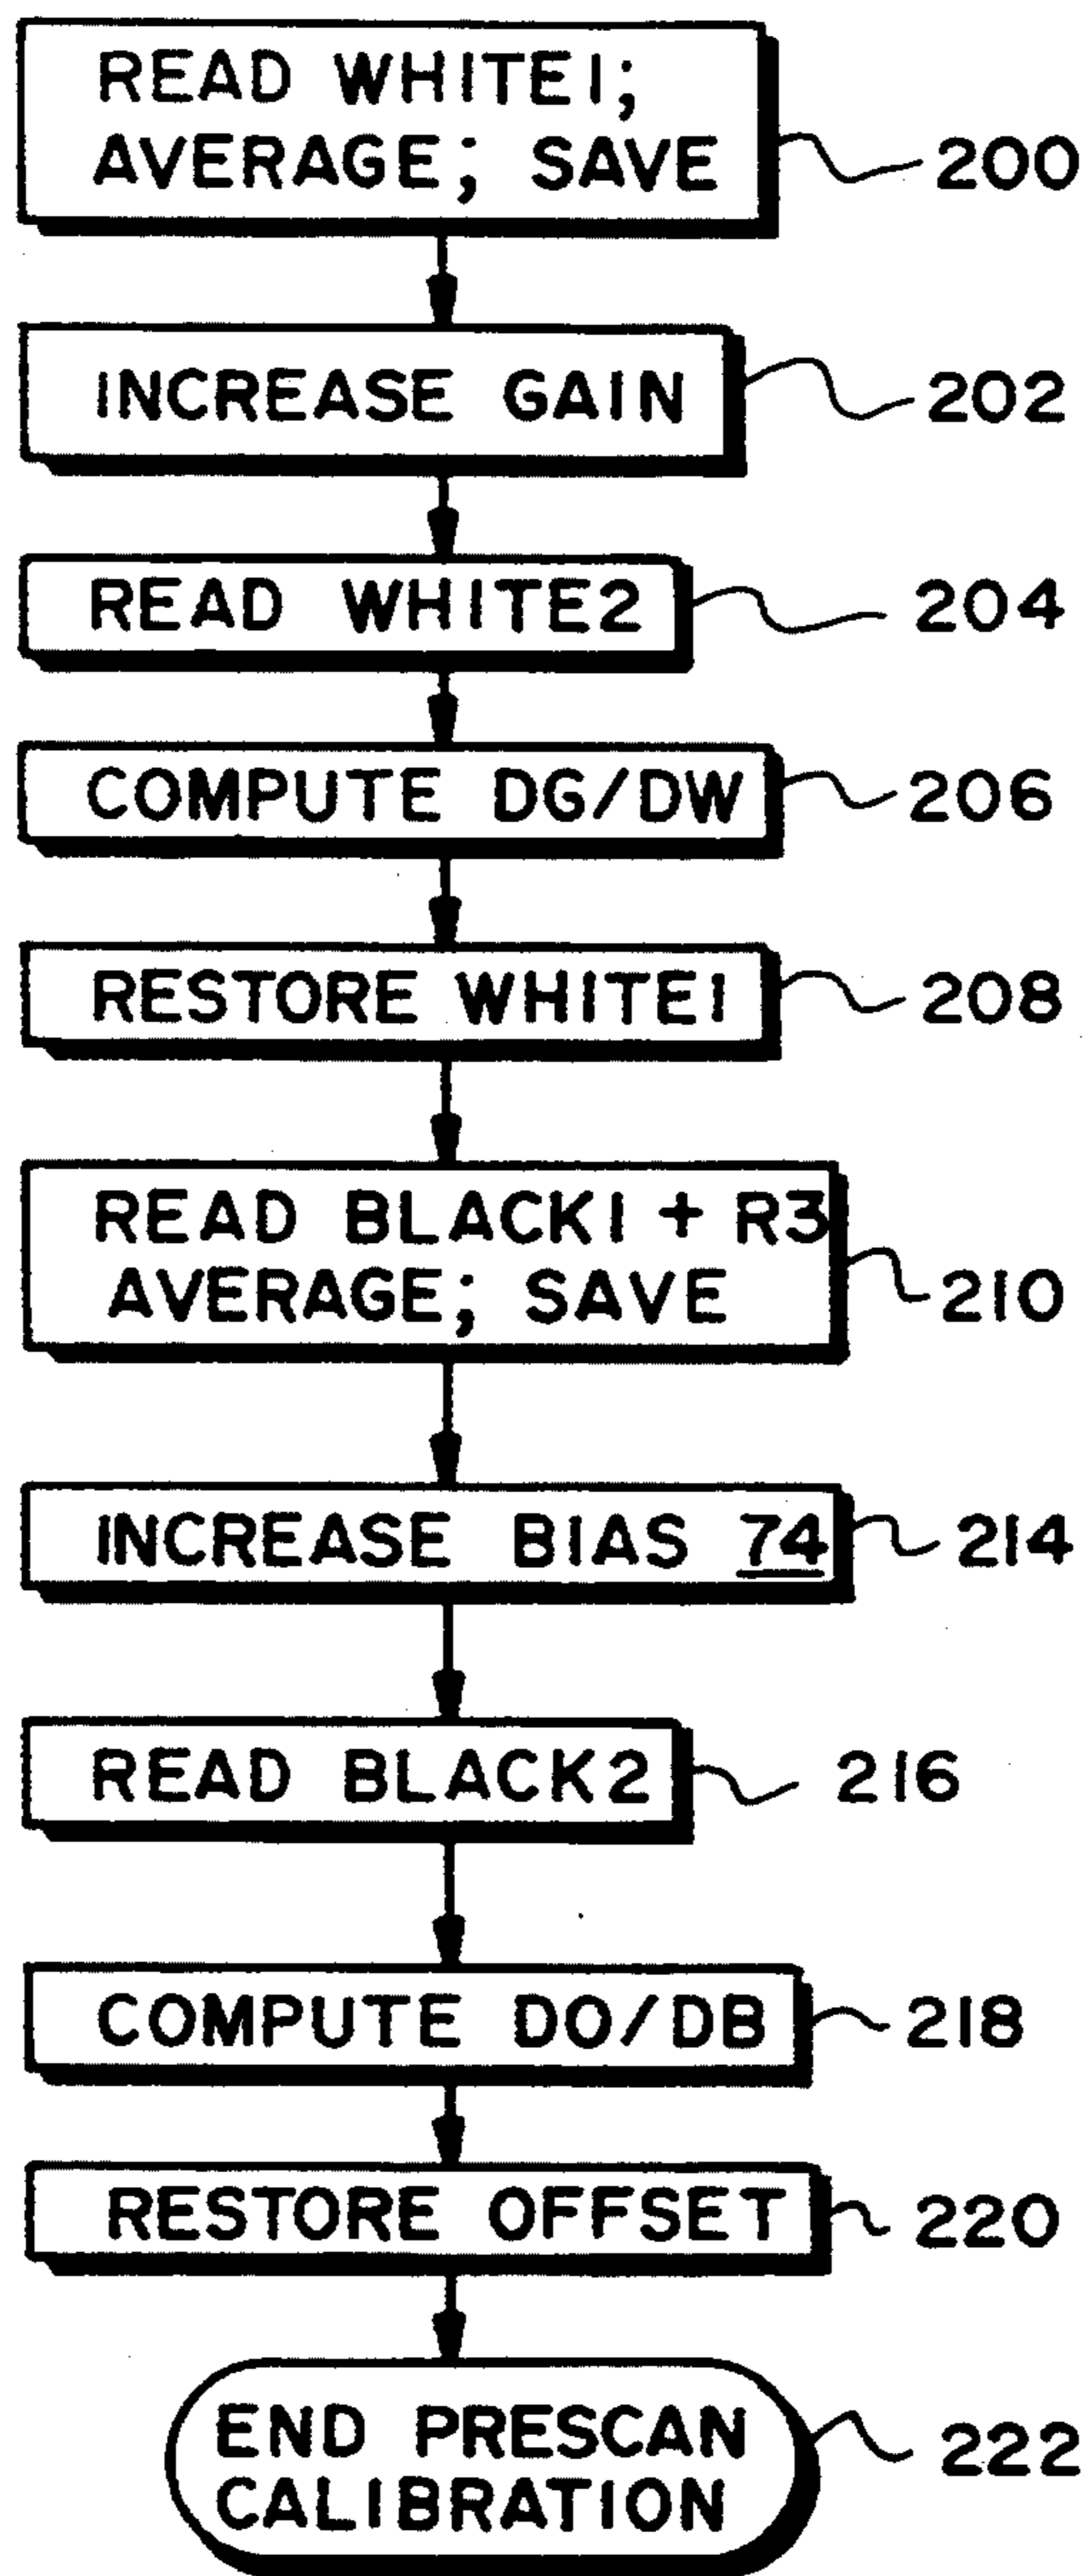 READ WHITE1;
AVERAGE; SAVE
200
INCREASE GAIN
202
READ WHITE2
204
COMPUTE DG/DW
206
RESTORE WHITE1
208
READ BLACK1 + R3
AVERAGE; SAVE
210
INCREASE BIAS 74
214
READ BLACK2
216
COMPUTE DO/DB
218
RESTORE OFFSET
220
END PRESCAN
CALIBRATION
222